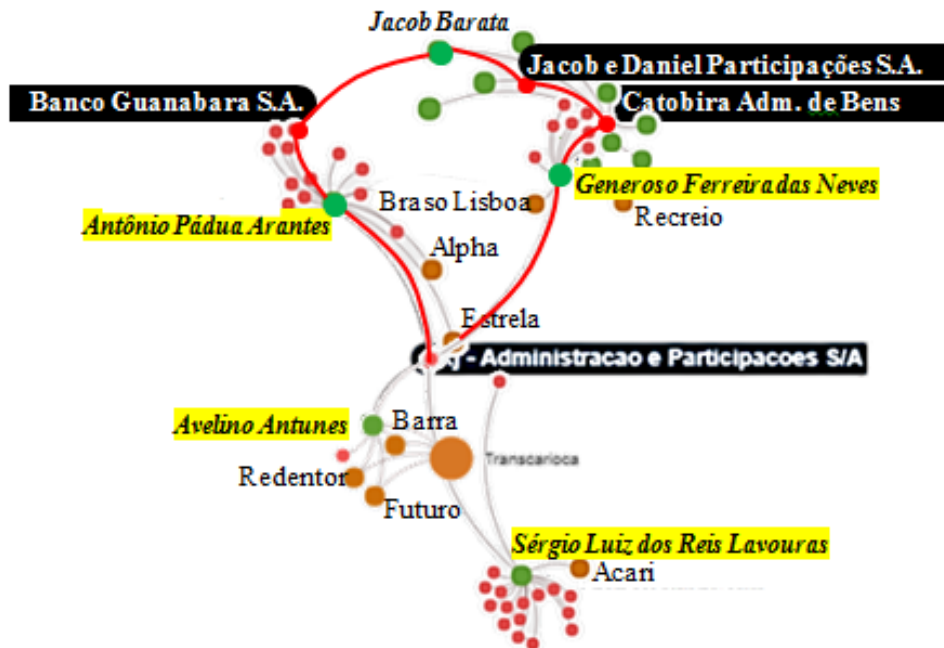 Jacob Barata
Jacob e Daniel Participações S.A.
Banco Guanabara S.A.
Catobira Adm. de Bens
Generoso Ferreira das Neves
Braso Lisboa
Recreio
Antônio Pádua Arantes
Alpha
Estrela
- Administracao e Participacoes S/A
Avelino Antunes
Barra
Transcarioca
Redentor
Futuro
Sérgio Luiz dos Reis Lavouras
Acari